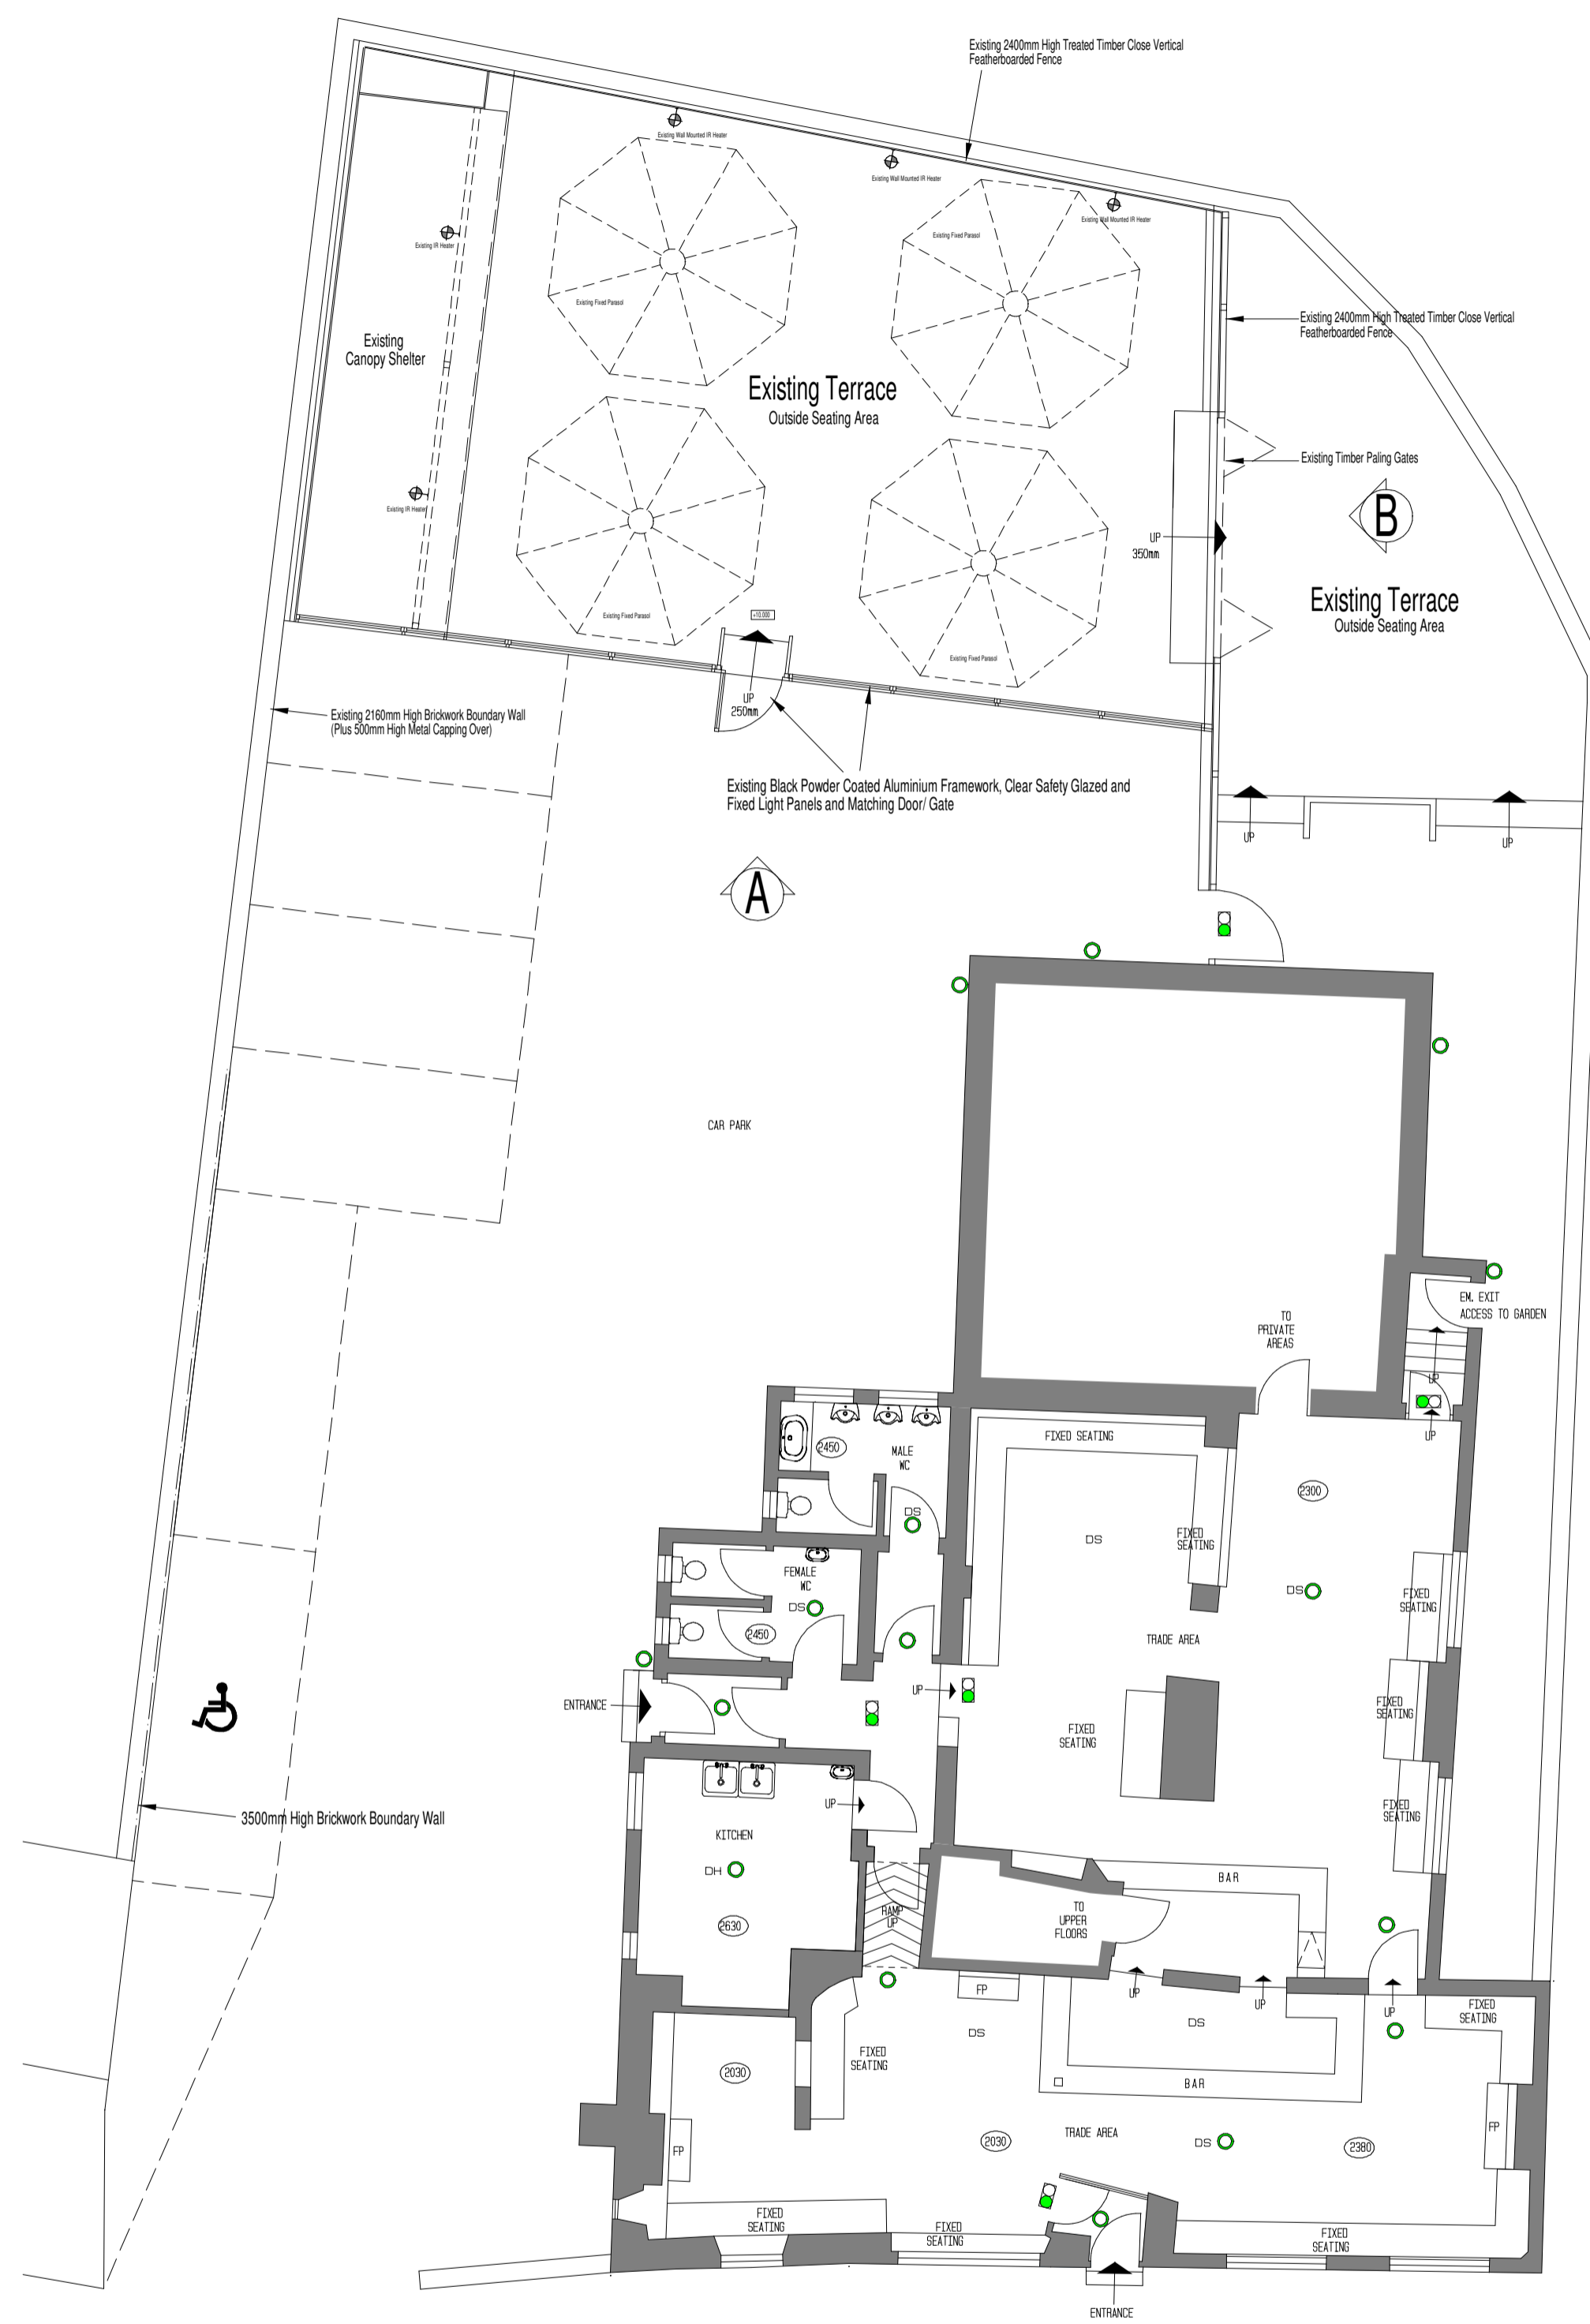 Existing 2400mm High Treated Timber Close Vertical
Featherboarded Fence
Existing Wall Mounted IR Heater
Existing Wall Mounted IR Heater
Existing Wall Mounted IR Heater
Existing IR Heater
Existing Fixed Parasol
Existing Fixed Parasol
Existing 2400mm High Treated Timber Close Vertical
Featherboarded Fence
Existing
Canopy Shelter
Existing Terrace
Outside Seating Area
Existing Timber Paling Gates
Existing IR Heater
B
UP
350mm
Existing Terrace
Outside Seating Area
+10.000
Existing Fixed Parasol
Existing Fixed Parasol
UP
250mm
Existing 2160mm High Brickwork Boundary Wall
(Plus 500mm High Metal Capping Over)
Existing Black Powder Coated Aluminium Framework, Clear Safety Glazed and
Fixed Light Panels and Matching Door/ Gate
UP
UP
A
CAR PARK
EM. EXIT
ACCESS TO GARDEN
TO
PRIVATE
AREAS
UP
UP
FIXED SEATING
2450
MALE
WC
DS
2300
DS
FIXED
SEATING
FEMALE
WC
DS
2450
DS
FIXED
SEATING
TRADE AREA
UP
ENTRANCE
FIXED
SEATING
FIXED
SEATING
UP
FIXED
SEATING
3500mm High Brickwork Boundary Wall
KITCHEN
DH
BAR
2630
RAMP
UP
TO
UPPER
FLOORS
FP
UP
UP
UP
FIXED
SEATING
DS
DS
FIXED
SEATING
2030
BAR
FP
TRADE AREA
2030
DS
2380
FP
FIXED
SEATING
FIXED
SEATING
FIXED
SEATING
ENTRANCE